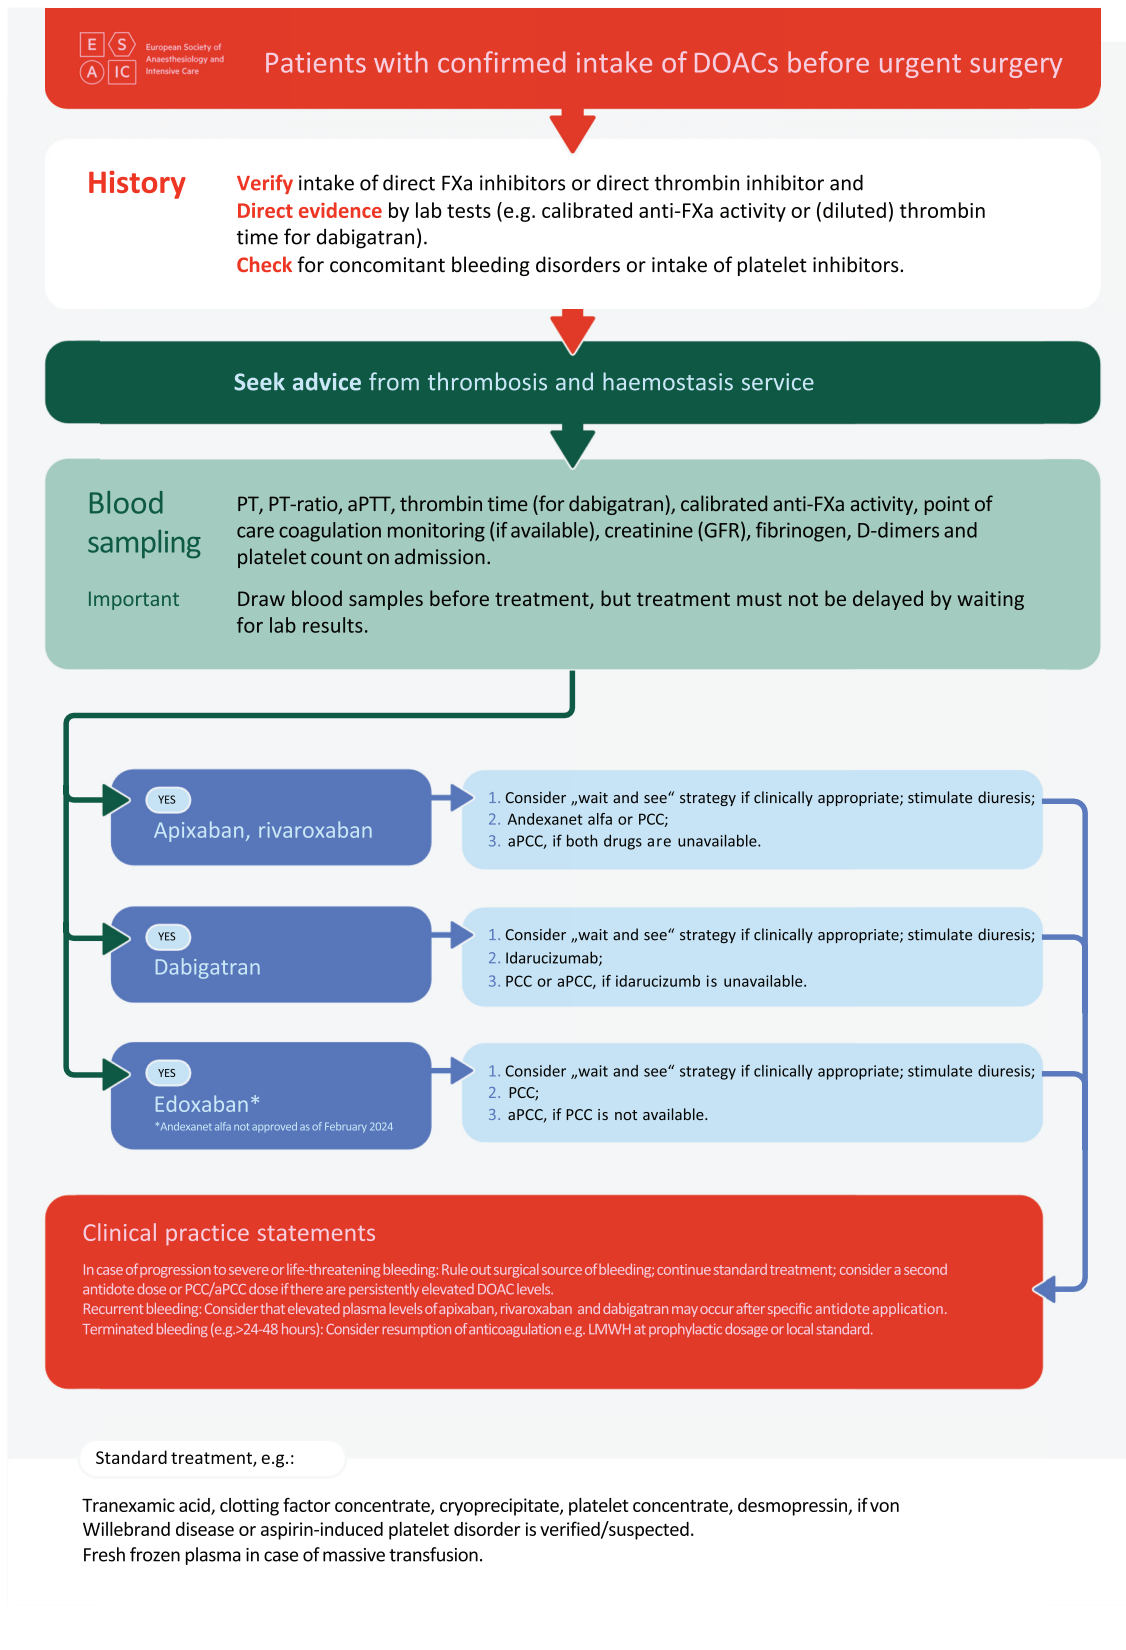 E S A IC
European Society of
Anaesthesiology and
Intensive Care
Patients with confirmed intake of DOACs before urgent surgery
History
Verify intake of direct FXa inhibitors or direct thrombin inhibitor and
Direct evidence by lab tests (e.g. calibrated anti-FXa activity or (diluted) thrombin
time for dabigatran).
Check for concomitant bleeding disorders or intake of platelet inhibitors.
Seek advice from thrombosis and haemostasis service
Blood
sampling
PT, PT-ratio, aPTT, thrombin time (for dabigatran), calibrated anti-FXa activity, point of
care coagulation monitoring (if available), creatinine (GFR), fibrinogen, D-dimers and
platelet count on admission.
Important
Draw blood samples before treatment, but treatment must not be delayed by waiting
for lab results.
YES
Apixaban, rivaroxaban
1. Consider „wait and see“ strategy if clinically appropriate; stimulate diuresis;
2. Andexanet alfa or PCC;
3. aPCC, if both drugs are unavailable.
YES
Dabigatran
1. Consider „wait and see“ strategy if clinically appropriate; stimulate diuresis;
2. Idarucizumab;
3. PCC or aPCC, if idarucizumb is unavailable.
YES
Edoxaban*
*Andexanet alfa not approved as of February 2024
1. Consider „wait and see“ strategy if clinically appropriate; stimulate diuresis;
2. PCC;
3. aPCC, if PCC is not available.
Clinical practice statements
In case of progression to severe or life-threatening bleeding: Rule out surgical source of bleeding; continue standard treatment; consider a second
antidote dose or PCC/aPCC dose if there are persistently elevated DOAC levels.
Recurrent bleeding: Consider that elevated plasma levels of apixaban, rivaroxaban and dabigatran may occur after specific antidote application.
Terminated bleeding (e.g.>24-48 hours): Consider resumption of anticoagulation e.g. LMWH at prophylactic dosage or local standard.
Standard treatment, e.g.:
Tranexamic acid, clotting factor concentrate, cryoprecipitate, platelet concentrate, desmopressin, if von
Willebrand disease or aspirin-induced platelet disorder is verified/suspected.
Fresh frozen plasma in case of massive transfusion.